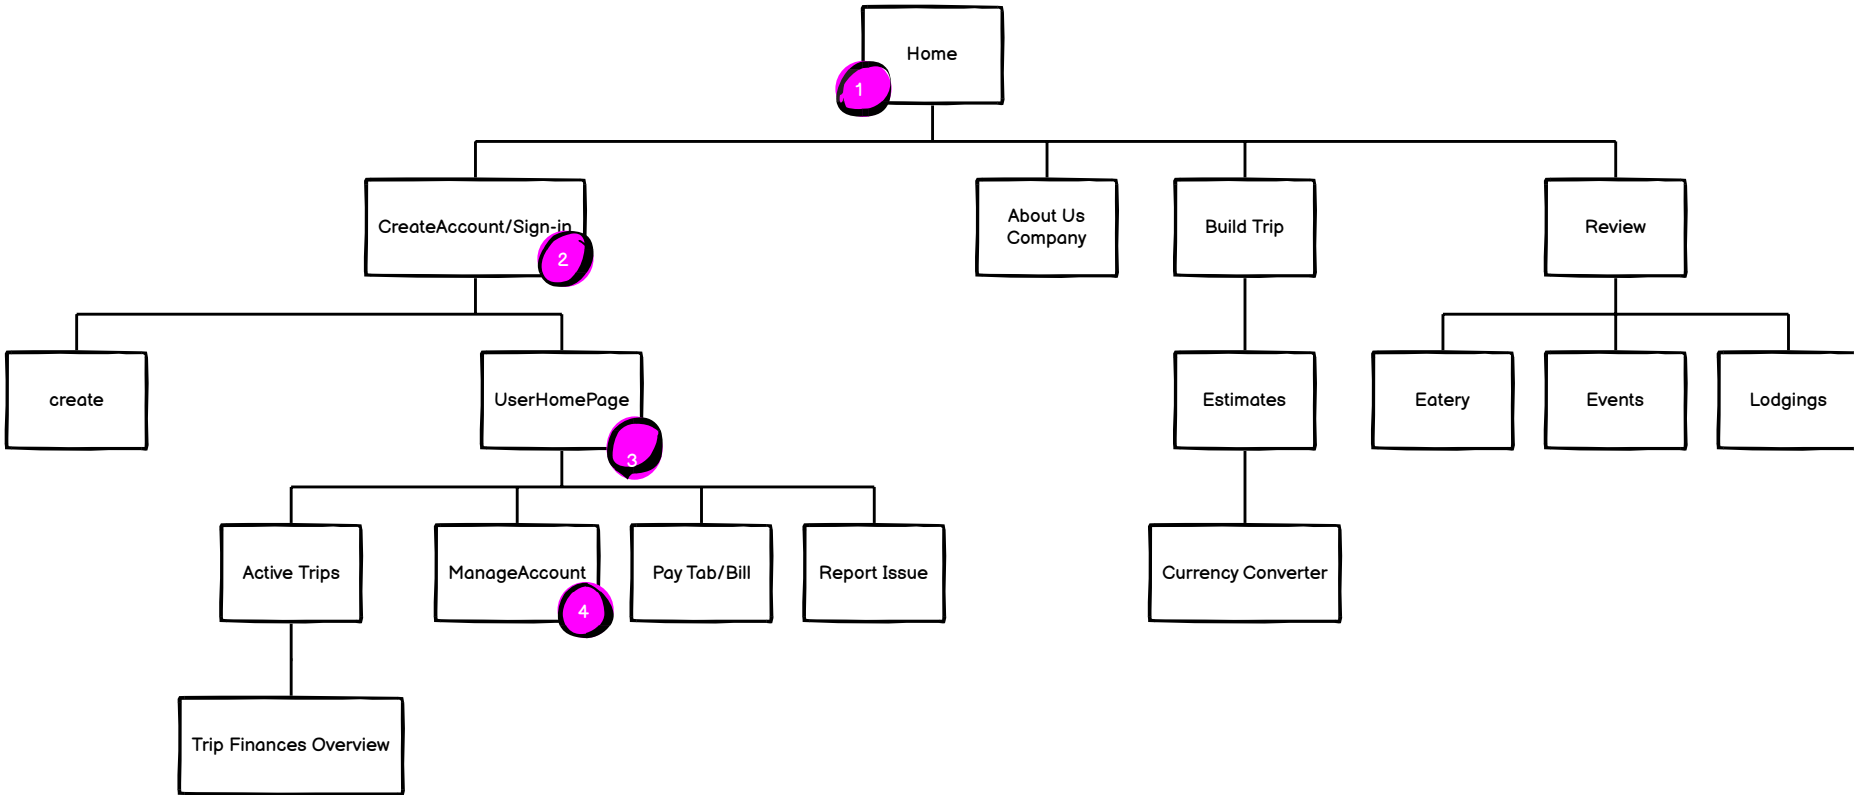 Home
1
CreateAccount/Sign-in
2
About Us
Company
Build Trip
Review
create
UserHomePage
3
Estimates
Eatery
Events
Lodgings
Active Trips
ManageAccount
4
Pay Tab/Bill
Report Issue
Currency Converter
Trip Finances Overview